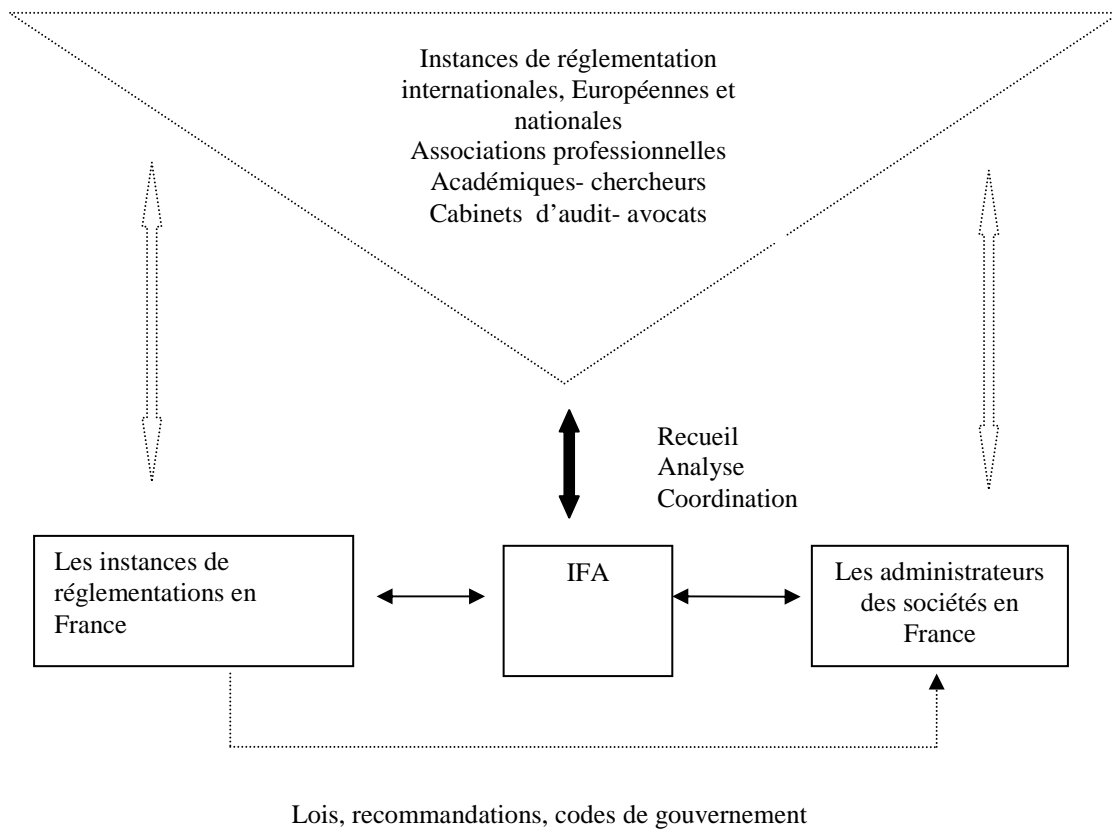 Instances de réglementation
internationales, Européennes et
nationales
Associations professionnelles
Académiques- chercheurs
Cabinets d’audit- avocats
Recueil
Analyse
Coordination
Les instances de
réglementations en
France
IFA
Les administrateurs
des sociétés en
France
Lois, recommandations, codes de gouvernement